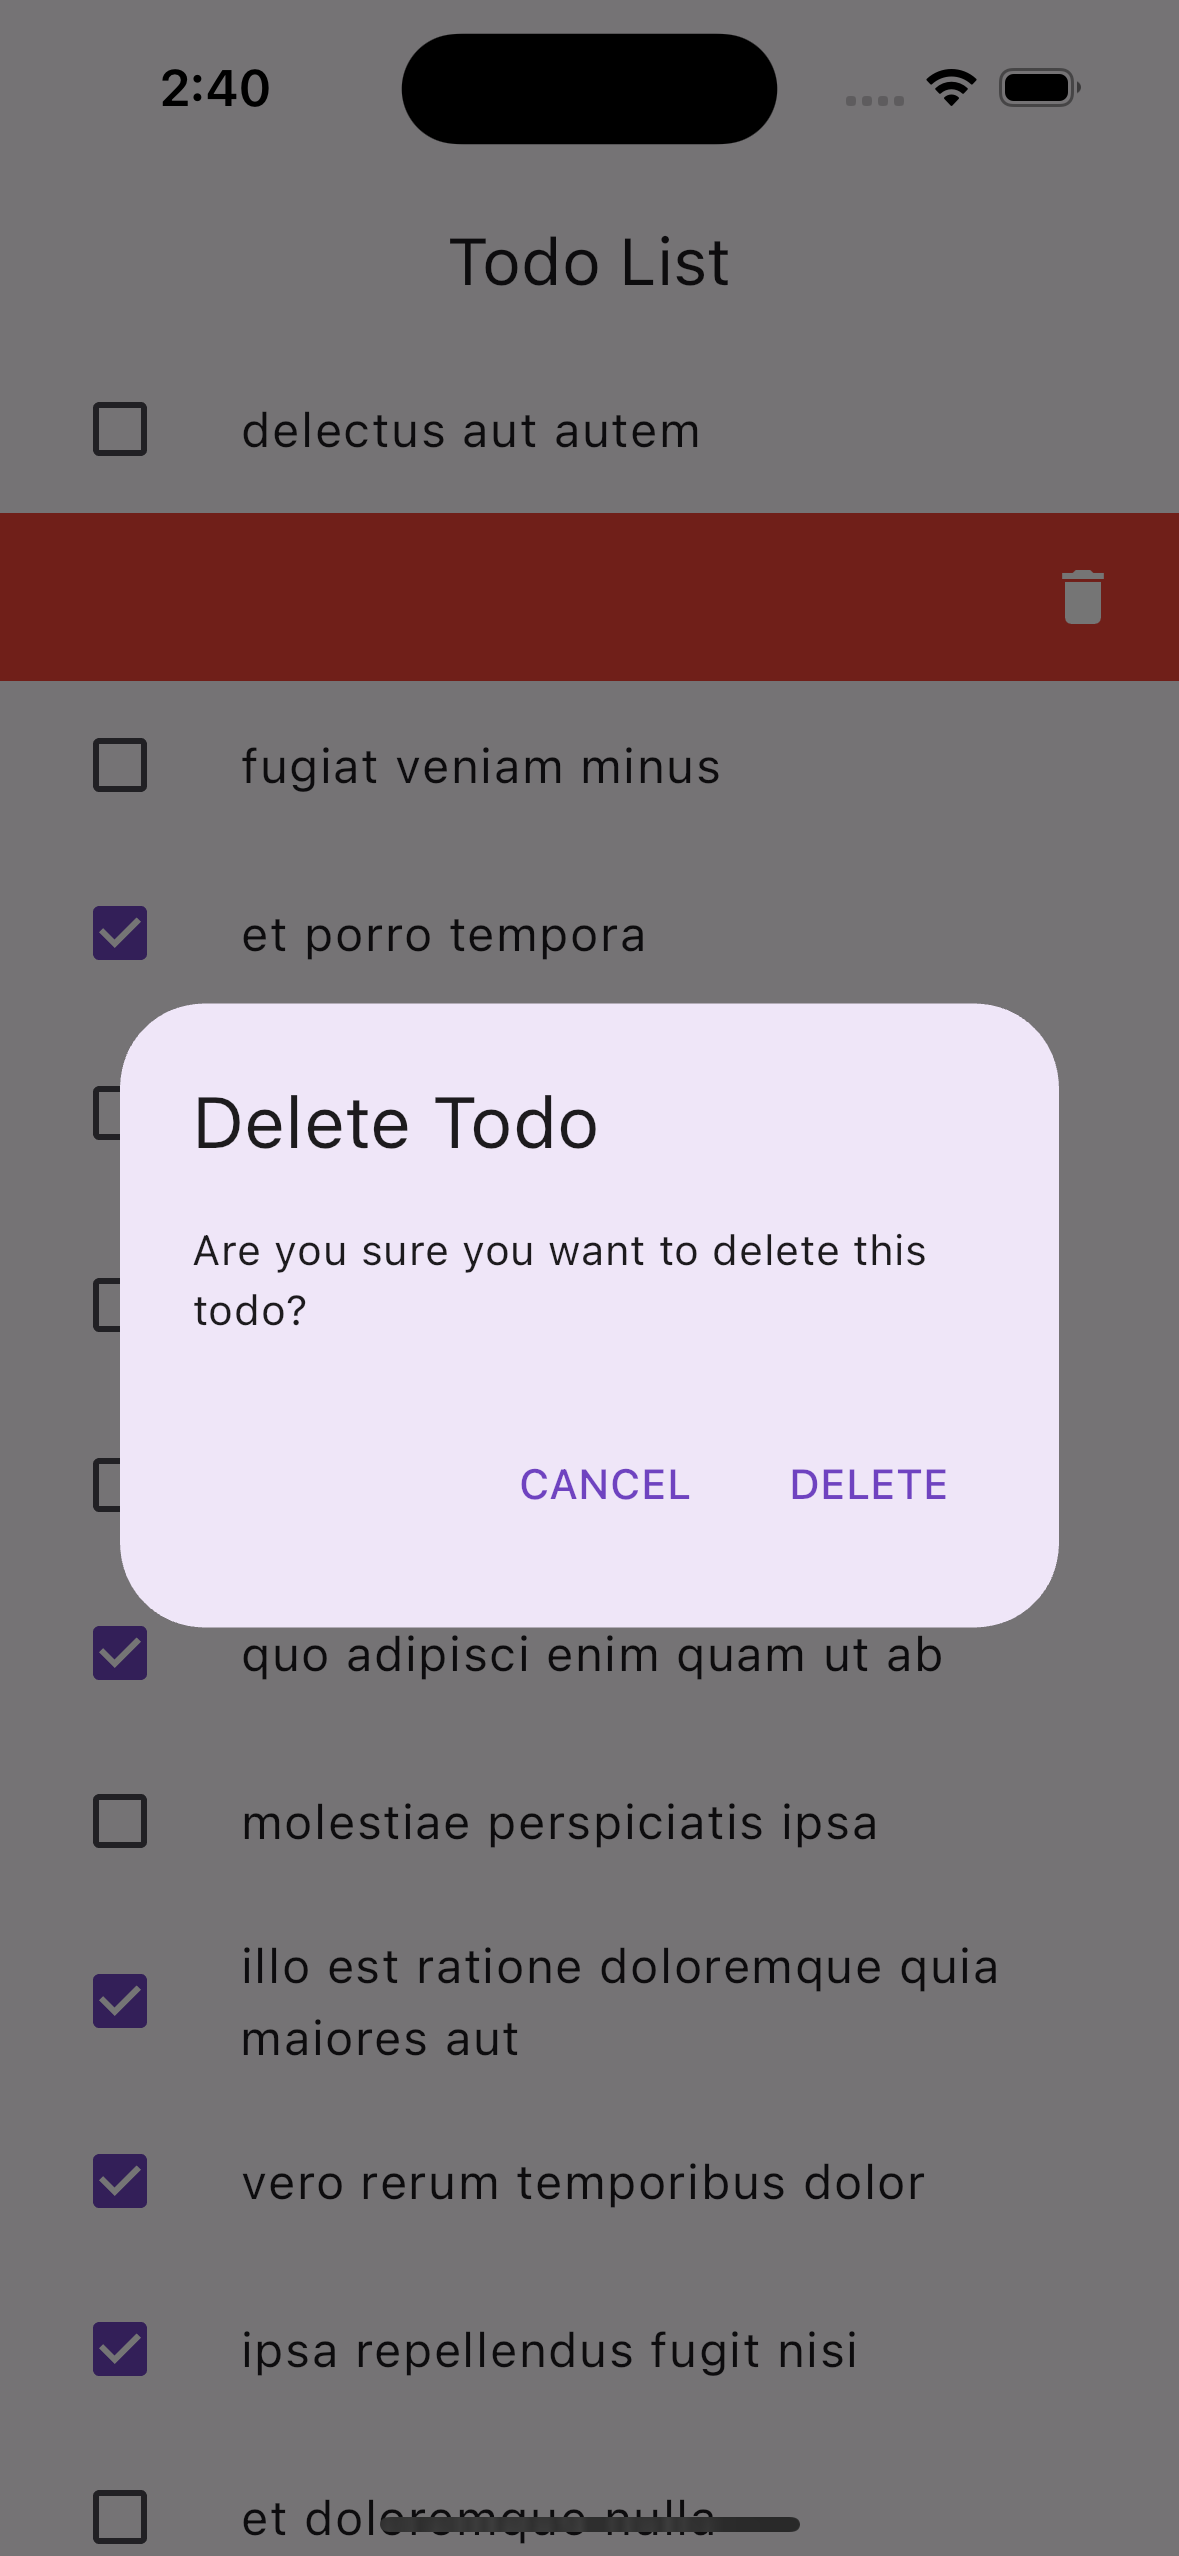 2:40
Todo List
delectus aut autem
fugiat veniam minus
et porro tempora
Delete Todo
Are you sure you want to delete this
todo?
CANCEL DELETE
quo adipisci enim quam ut ab
molestiae perspiciatis ipsa
illo est ratione doloremque quia
maiores aut
vero rerum temporibus dolor
ipsa repellendus fugit nisi
et doloremque nulla